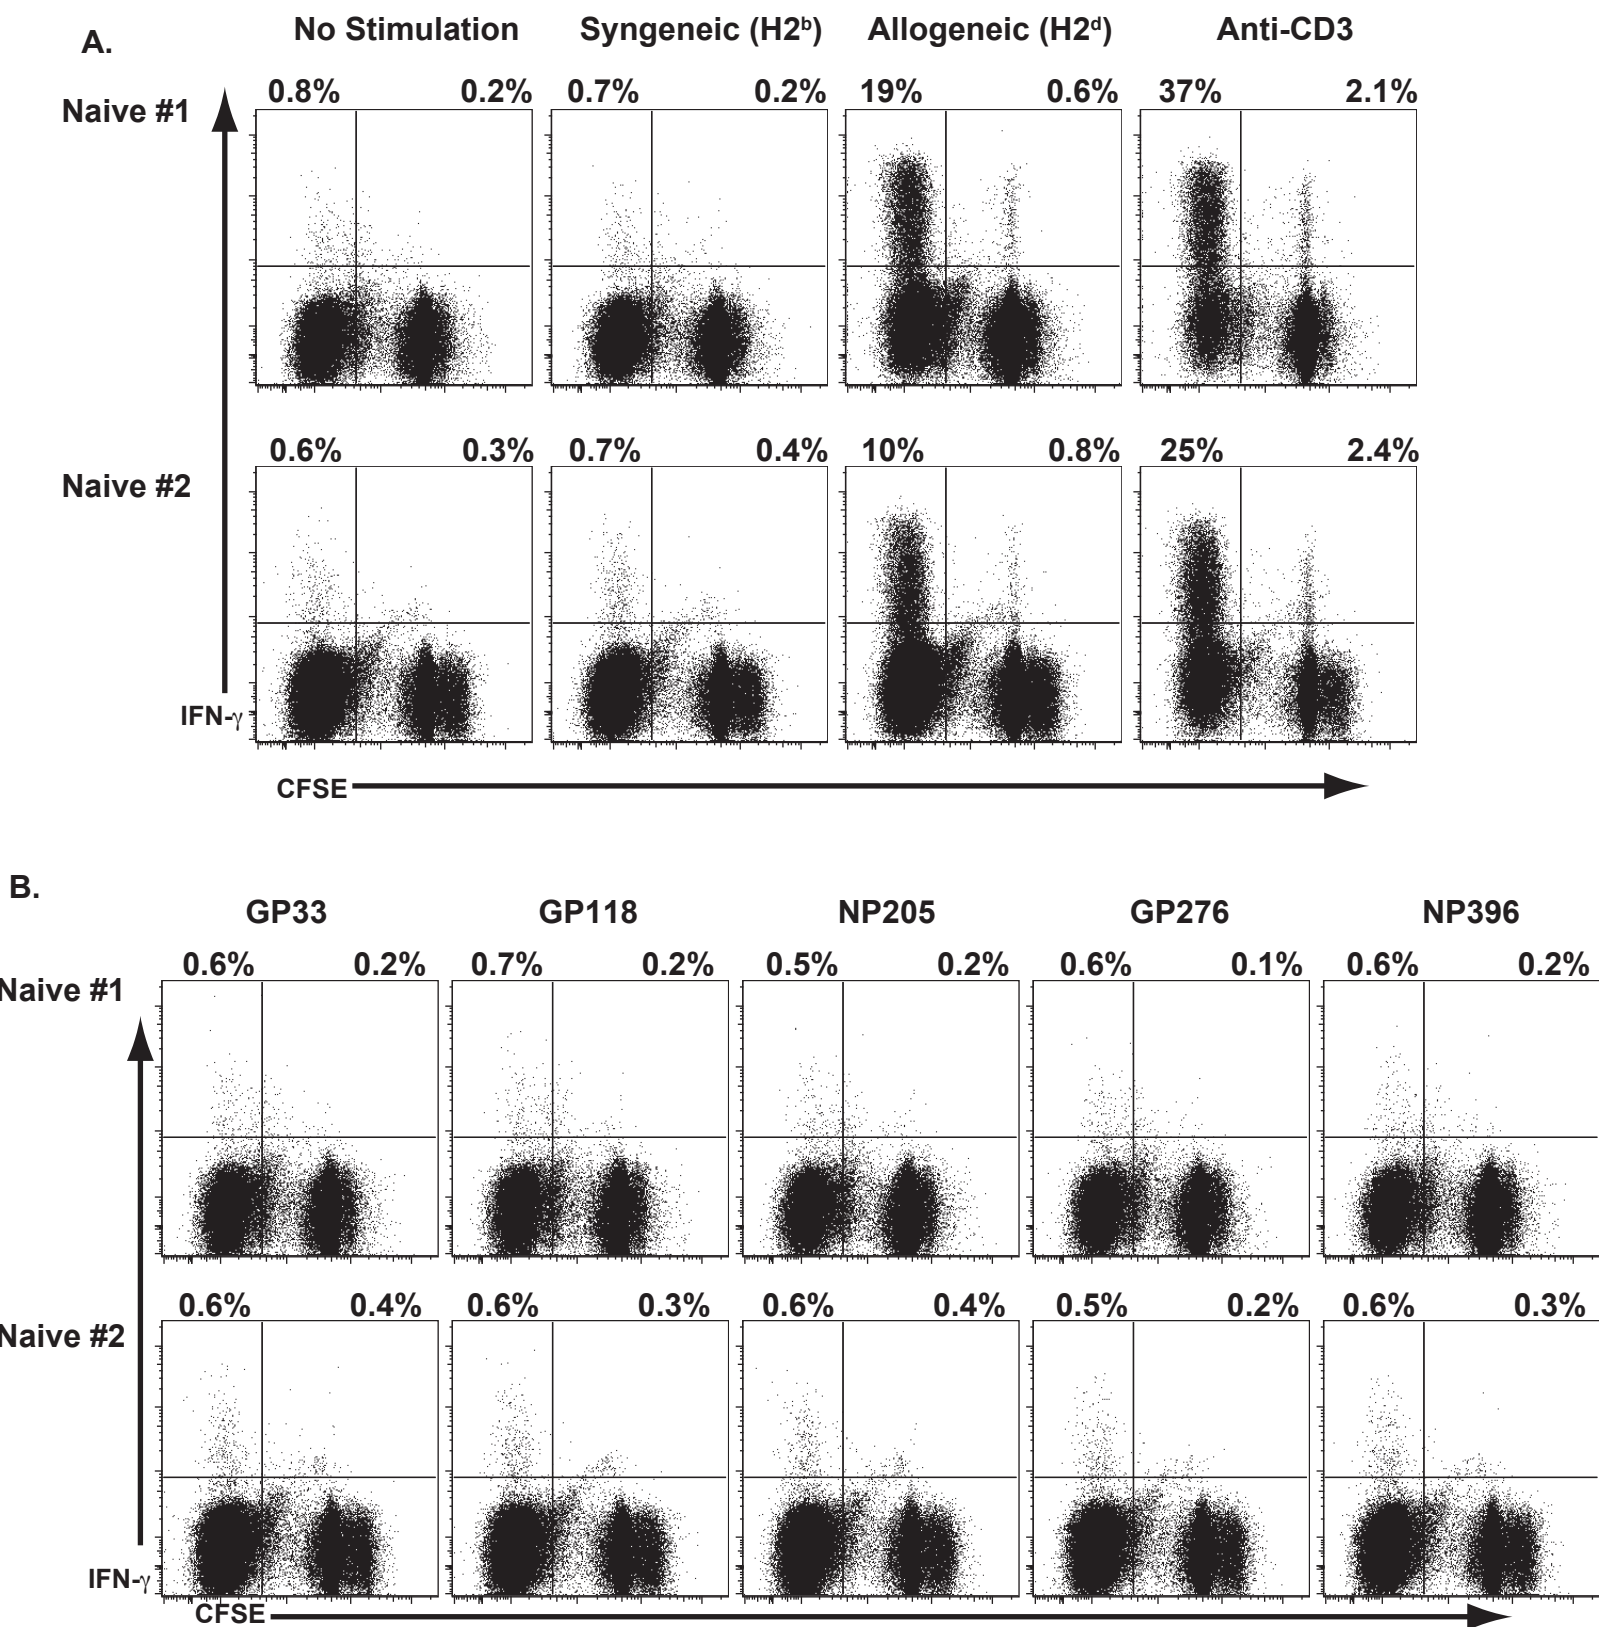 A.
No Stimulation Syngeneic (H2ᵇ) Allogeneic (H2ᵈ) Anti-CD3
Naive #1
0.8% 0.2% 0.7% 0.2% 19% 0.6% 37% 2.1%
Naive #2
0.6% 0.3% 0.7% 0.4% 10% 0.8% 25% 2.4%
IFN-γ
CFSE
B.
GP33 GP118 NP205 GP276 NP396
Naive #1
0.6% 0.2% 0.7% 0.2% 0.5% 0.2% 0.6% 0.1% 0.6% 0.2%
Naive #2
0.6% 0.4% 0.6% 0.3% 0.6% 0.4% 0.5% 0.2% 0.6% 0.3%
IFN-γ
CFSE